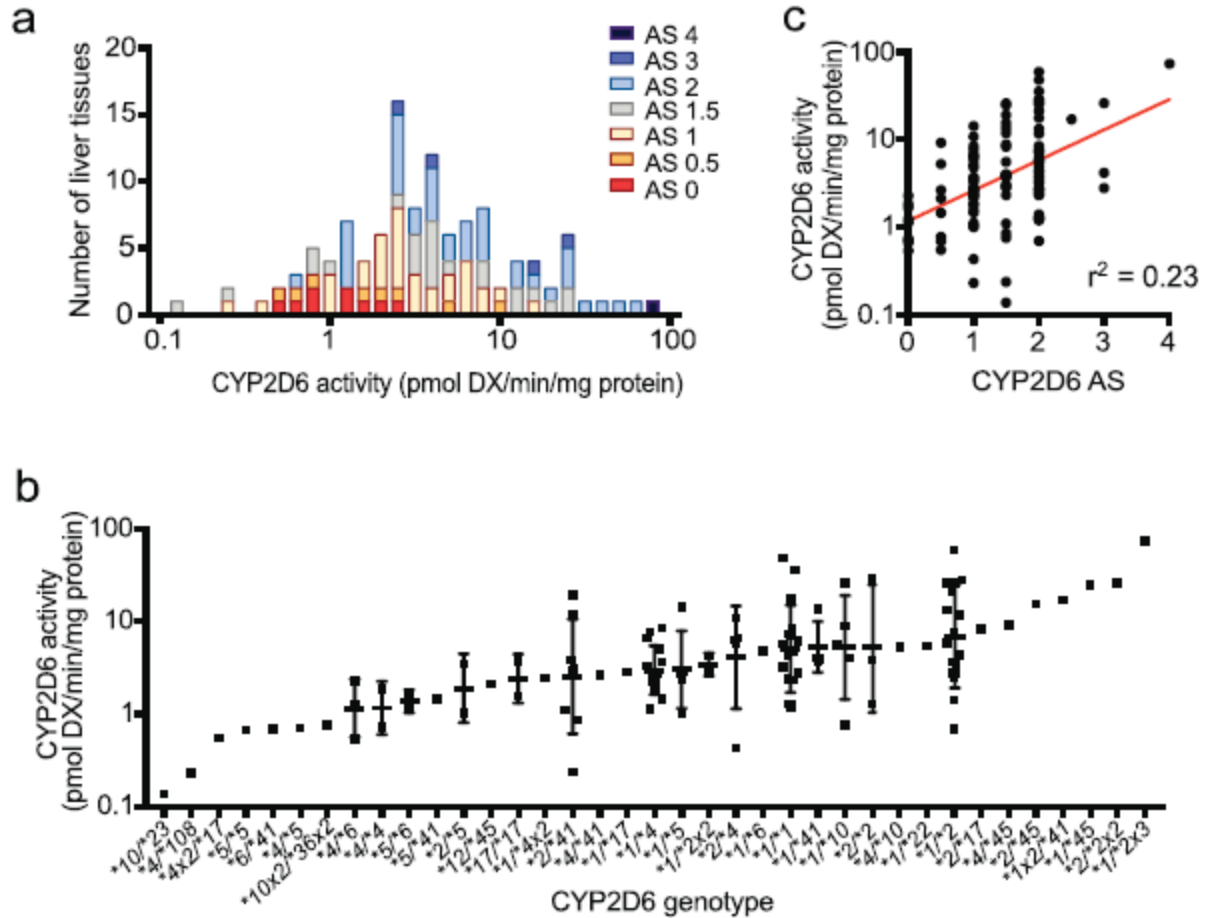 a
Number of liver tissues
20
15
10
5
0
0.1 1 10 100
CYP2D6 activity (pmol DX/min/mg protein)
AS 4
AS 3
AS 2
AS 1.5
AS 1
AS 0.5
AS 0
c
CYP2D6 activity
(pmol DX/min/mg protein)
100
10
1
0.1
r² = 0.23
0 1 2 3 4
CYP2D6 AS
b
CYP2D6 activity
(pmol DX/min/mg protein)
100
10
1
0.1
*10/*23
*4/*108
*4x2/*17
*5/*5
*6/*41
*4/*5
*10x2/*36x2
*4/*6
*4/*4
*6/*6
*5/*41
*2/*5
*12/*45
*17/*17
*1/*4x2
*2/*41
*4/*41
*1/*17
*1/*4
*1/*5
*1/*2x2
*2/*4
*1/*6
*1/*1
*1/*41
*1/*10
*2/*2
*4/*10
*1/*22
*1/*2
*2/*17
*4/*45
*2/*45
*1x2/*41
*1/*45
*2/*2x2
*1/*2x3
CYP2D6 genotype